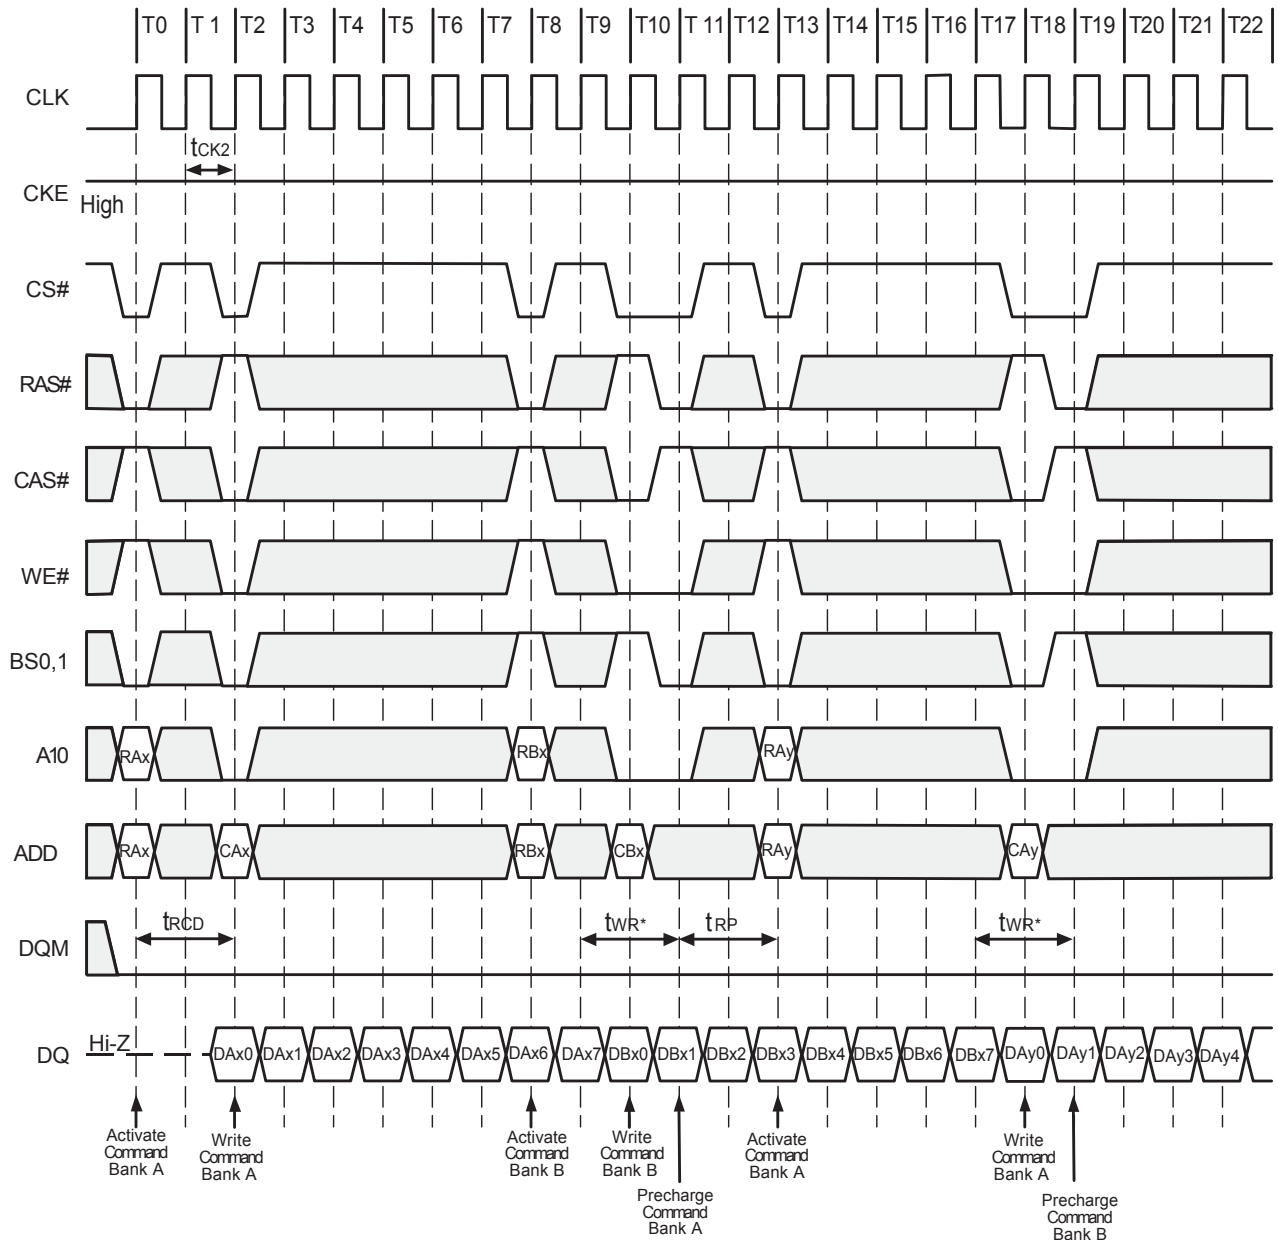 T0 T 1 T2 T3 T4 T5 T6 T7 T8 T9 T10 T 11 T12 T13 T14 T15 T16 T17 T18 T19 T20 T21 T22
CLK
tCK2
CKE
High
CS#
RAS#
CAS#
WE#
BS0,1
A10
RAx RBx RAy
ADD
RAx CAx RBx CBx RAy CAy
tRCD tWR* tRP tWR*
DQM
DQ
Hi-Z
DAx0 DAx1 DAx2 DAx3 DAx4 DAx5 DAx6 DAx7 DBx0 DBx1 DBx2 DBx3 DBx4 DBx5 DBx6 DBx7 DAy0 DAy1 DAy2 DAy3 DAy4
Activate
Command
Bank A
Write
Command
Bank A
Activate
Command
Bank B
Write
Command
Bank B
Precharge
Command
Bank A
Activate
Command
Bank A
Write
Command
Bank A
Precharge
Command
Bank B